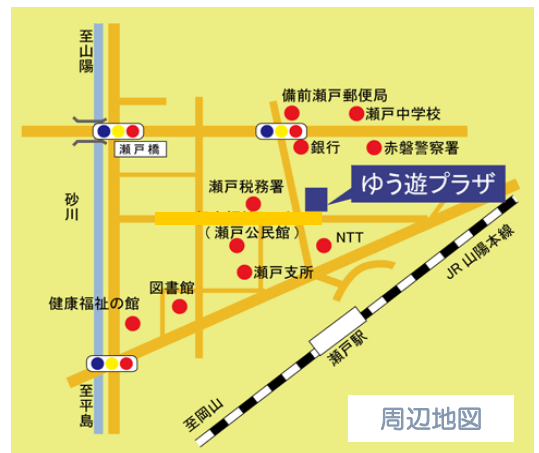 至山陽
備前瀬戸郵便局
瀬戸中学校
瀬戸橋
銀行
赤磐警察署
瀬戸税務署
ゆう遊プラザ
砂川
(瀬戸公民館)
NTT
JR山陽本線
瀬戸支所
図書館
健康福祉の館
瀬戸駅
至平島
至岡山
周辺地図